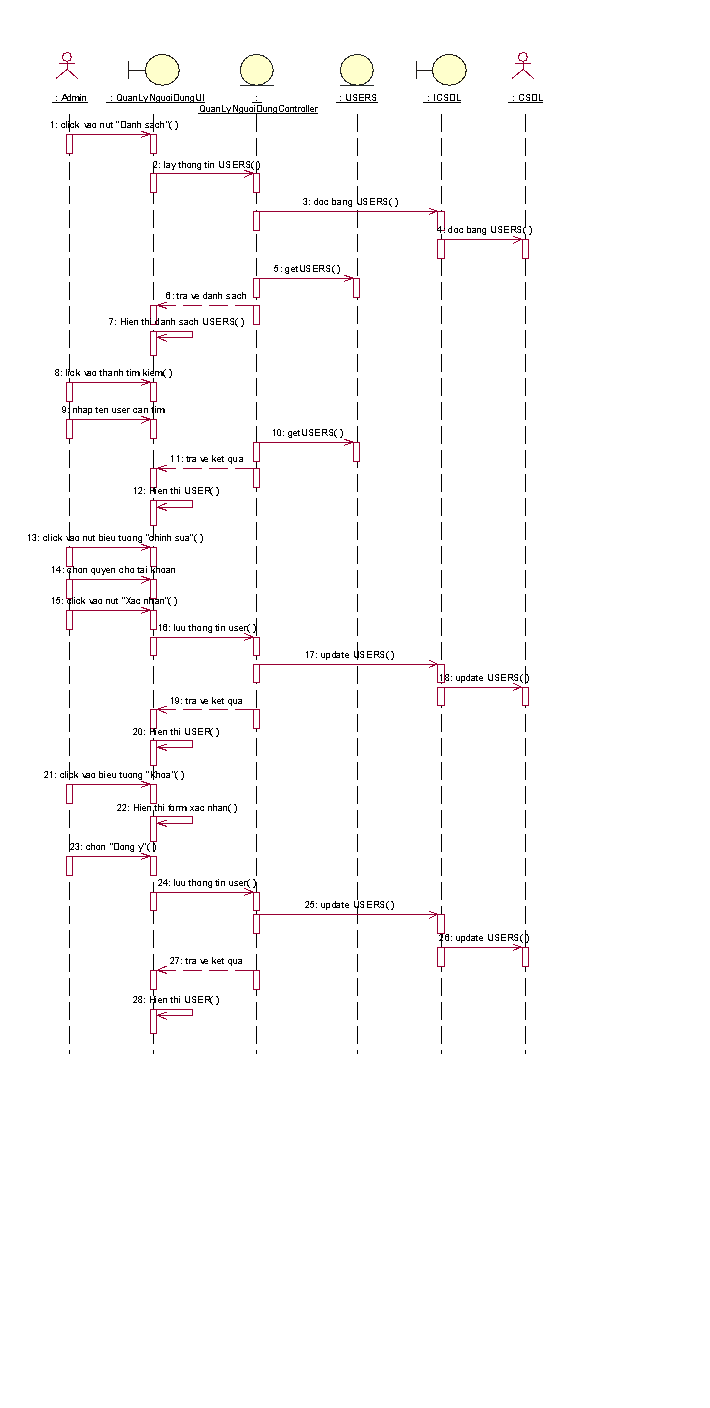 : Admin
: QuanLyNguoiDungUI
:
QuanLyNguoiDungController
: USERS
: ICSDL
: CSDL
1: click vao nut "Danh sach"( )
2: lay thong tin USERS( )
3: doc bang USERS( )
4: doc bang USERS( )
5: getUSERS( )
6: tra ve danh sach
7: Hien thi danh sach USERS( )
8: lick vao thanh tim kiem( )
9: nhap ten user can tim
10: getUSERS( )
11: tra ve ket qua
12: Hien thi USER( )
13: click vao nut bieu tuong "chinh sua"( )
14: chon quyen cho tai khoan
15: click vao nut "Xac nhan"( )
16: luu thong tin user( )
17: update USERS( )
18: update USERS( )
19: tra ve ket qua
20: Hien thi USER( )
21: click vao bieu tuong "khoa"( )
22: Hien thi form xac nhan( )
23: chon "Dong y"( )
24: luu thong tin user( )
25: update USERS( )
26: update USERS( )
27: tra ve ket qua
28: Hien thi USER( )